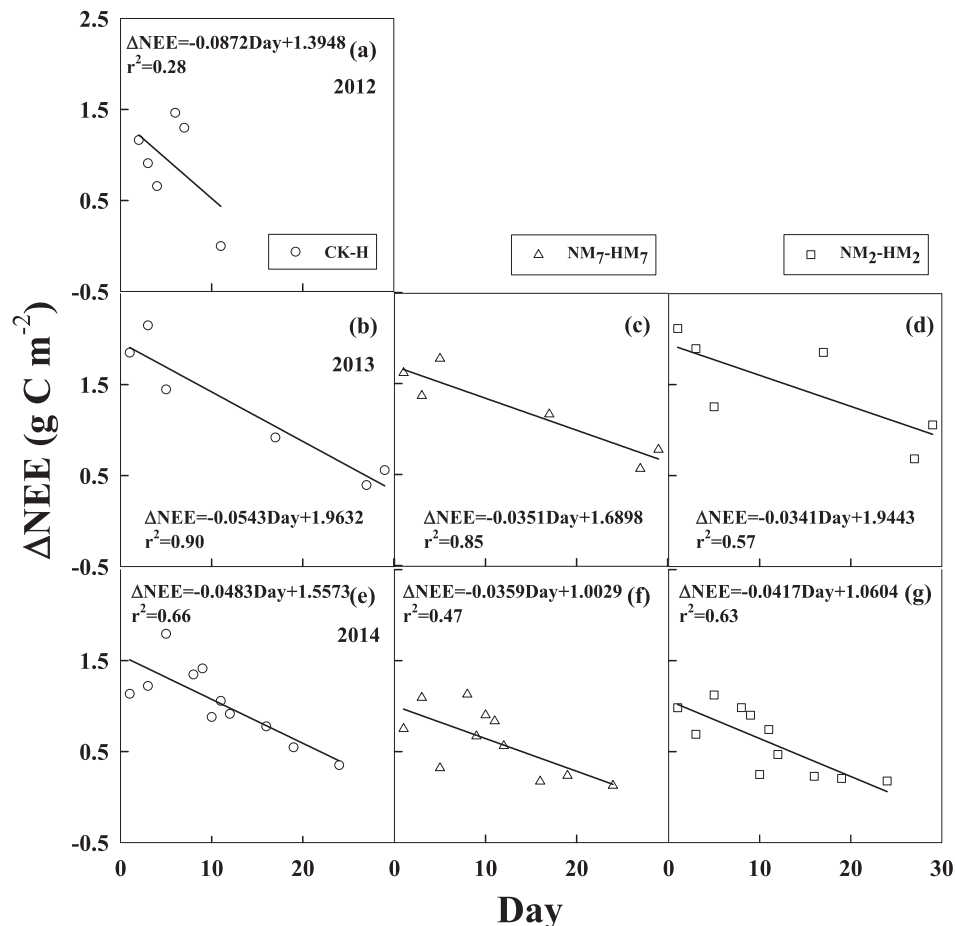 2.5
ΔNEE=-0.0872Day+1.3948
(a)
r²=0.28
2012
1.5
0.5
CK-H
NM₇-HM₇
NM₂-HM₂
-0.5
(b)
(c)
(d)
2013
1.5
0.5
ΔNEE=-0.0543Day+1.9632
r²=0.90
ΔNEE=-0.0351Day+1.6898
r²=0.85
ΔNEE=-0.0341Day+1.9443
r²=0.57
-0.5
ΔNEE=-0.0483Day+1.5573
(e)
r²=0.66
2014
ΔNEE=-0.0359Day+1.0029
(f)
r²=0.47
ΔNEE=-0.0417Day+1.0604
(g)
r²=0.63
1.5
0.5
-0.5
0 10 20 0 10 20 0 10 20 30
Day
ΔNEE (g C m⁻²)